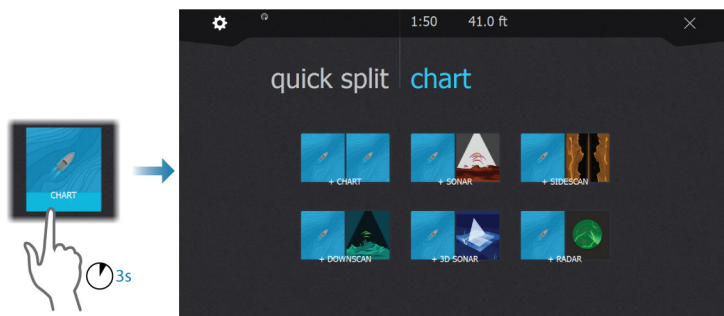 1:50 41.0 ft
quick split chart
+ CHART + SONAR + SIDESCAN
CHART
+ DOWNSCAN + 3D SONAR + RADAR
3s